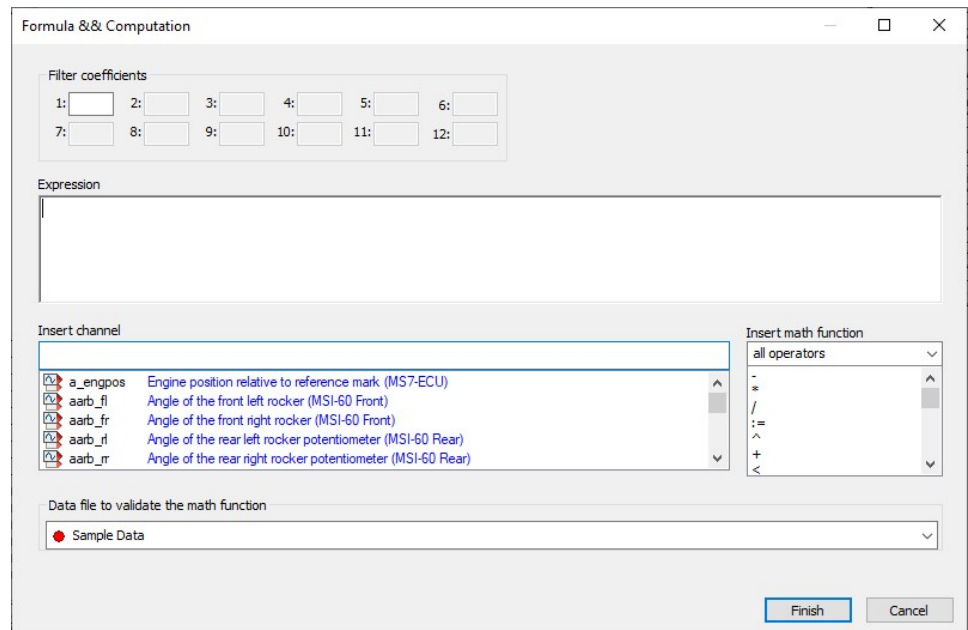 Formula && Computation
Filter coefficients
1: 2: 3: 4: 5: 6:
7: 8: 9: 10: 11: 12:
Expression
Insert channel
Insert math function
all operators
a_engpos Engine position relative to reference mark (MS7-ECU)
aarb_fl Angle of the front left rocker (MSI-60 Front)
aarb_fr Angle of the front right rocker (MSI-60 Front)
aarb_rl Angle of the rear left rocker potentiometer (MSI-60 Rear)
aarb_rr Angle of the rear right rocker potentiometer (MSI-60 Rear)
-
*
/
:=
^
+
<
Data file to validate the math function
Sample Data
Finish Cancel